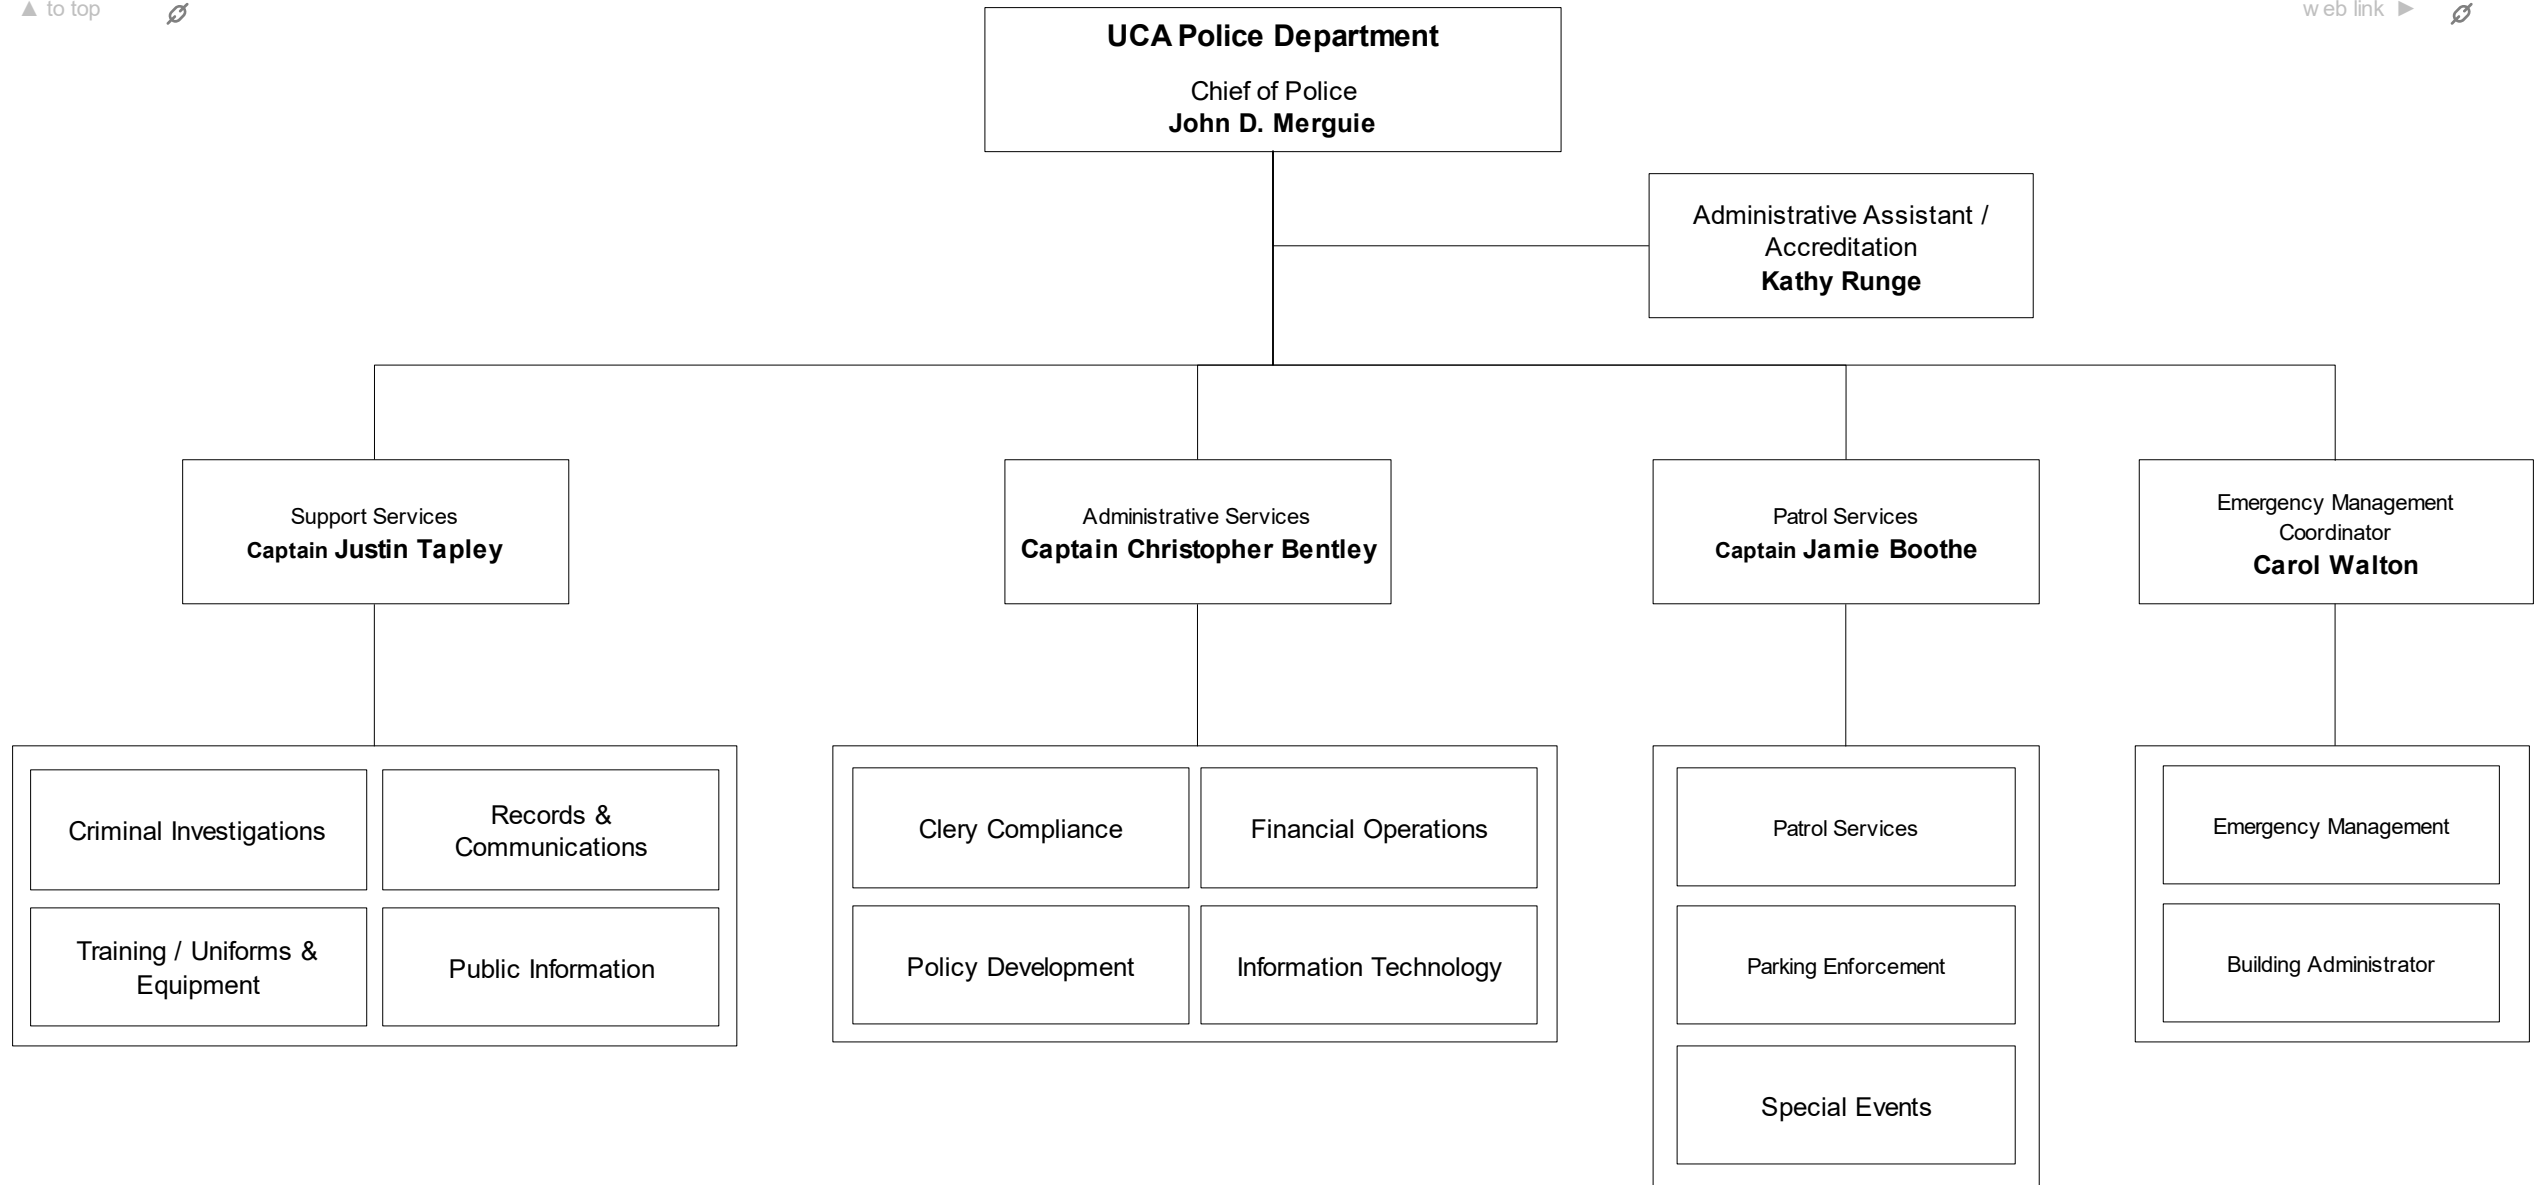 ▲ to top
web link ►
UCA Police Department
Chief of Police
John D. Merguie
Administrative Assistant /
Accreditation
Kathy Runge
Support Services
Captain Justin Tapley
Administrative Services
Captain Christopher Bentley
Patrol Services
Captain Jamie Boothe
Emergency Management
Coordinator
Carol Walton
Criminal Investigations
Records &
Communications
Training / Uniforms &
Equipment
Public Information
Clery Compliance
Financial Operations
Policy Development
Information Technology
Patrol Services
Parking Enforcement
Special Events
Emergency Management
Building Administrator